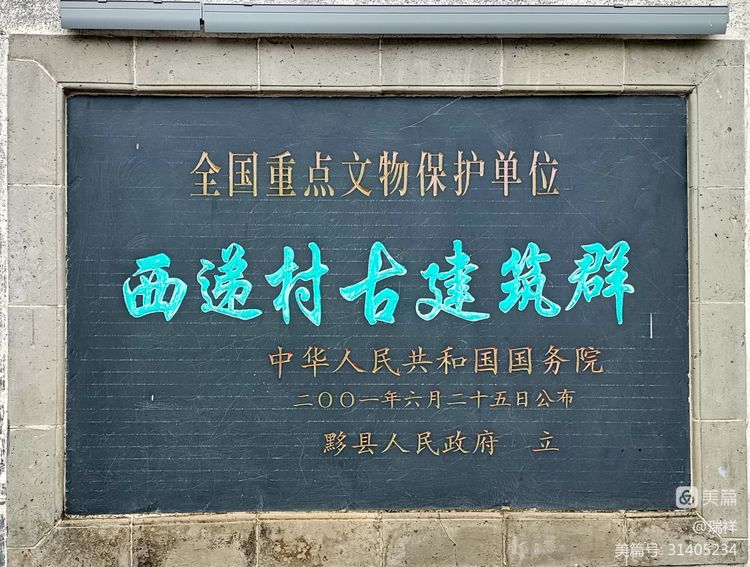 全国重点文物保护单位
西递村古建筑群
中华人民共和国国务院
二〇〇一年六月二十五日公布
黟县人民政府 立
美篇
@瑞祥
美篇号: 31405234